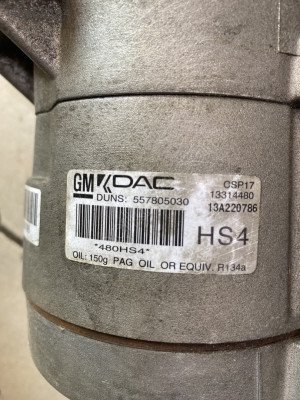 GM DAC
CSP17
DUNS: 557805030
13314480
13A220786
HS4
*480HS4*
OIL: 150g PAG OIL OR EQUIV. R134a